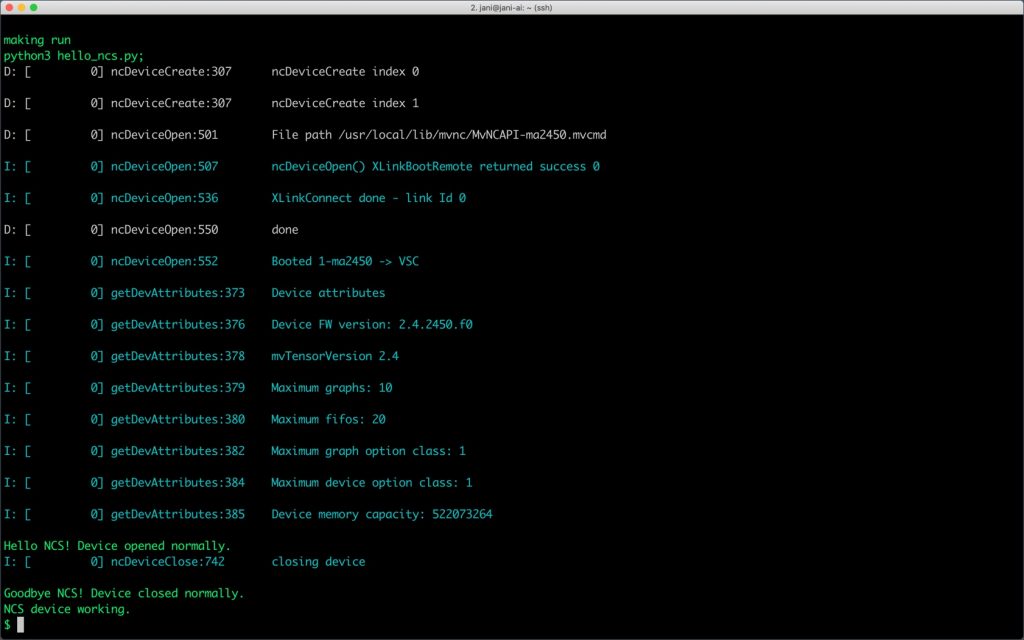 2. jani@jani-ai: ~ (ssh)
making run
python3 hello_ncs.py;
D: [         0] ncDeviceCreate:307      ncDeviceCreate index 0
D: [         0] ncDeviceCreate:307      ncDeviceCreate index 1
D: [         0] ncDeviceOpen:501        File path /usr/local/lib/mvnc/MvNCAPI-ma2450.mvcmd
I: [         0] ncDeviceOpen:507        ncDeviceOpen() XLinkBootRemote returned success 0
I: [         0] ncDeviceOpen:536        XLinkConnect done - link Id 0
D: [         0] ncDeviceOpen:550        done
I: [         0] ncDeviceOpen:552        Booted 1-ma2450 -> VSC
I: [         0] getDevAttributes:373    Device attributes
I: [         0] getDevAttributes:376    Device FW version: 2.4.2450.f0
I: [         0] getDevAttributes:378    mvTensorVersion 2.4
I: [         0] getDevAttributes:379    Maximum graphs: 10
I: [         0] getDevAttributes:380    Maximum fifos: 20
I: [         0] getDevAttributes:382    Maximum graph option class: 1
I: [         0] getDevAttributes:384    Maximum device option class: 1
I: [         0] getDevAttributes:385    Device memory capacity: 522073264
Hello NCS! Device opened normally.
I: [         0] ncDeviceClose:742       closing device
Goodbye NCS! Device closed normally.
NCS device working.
$